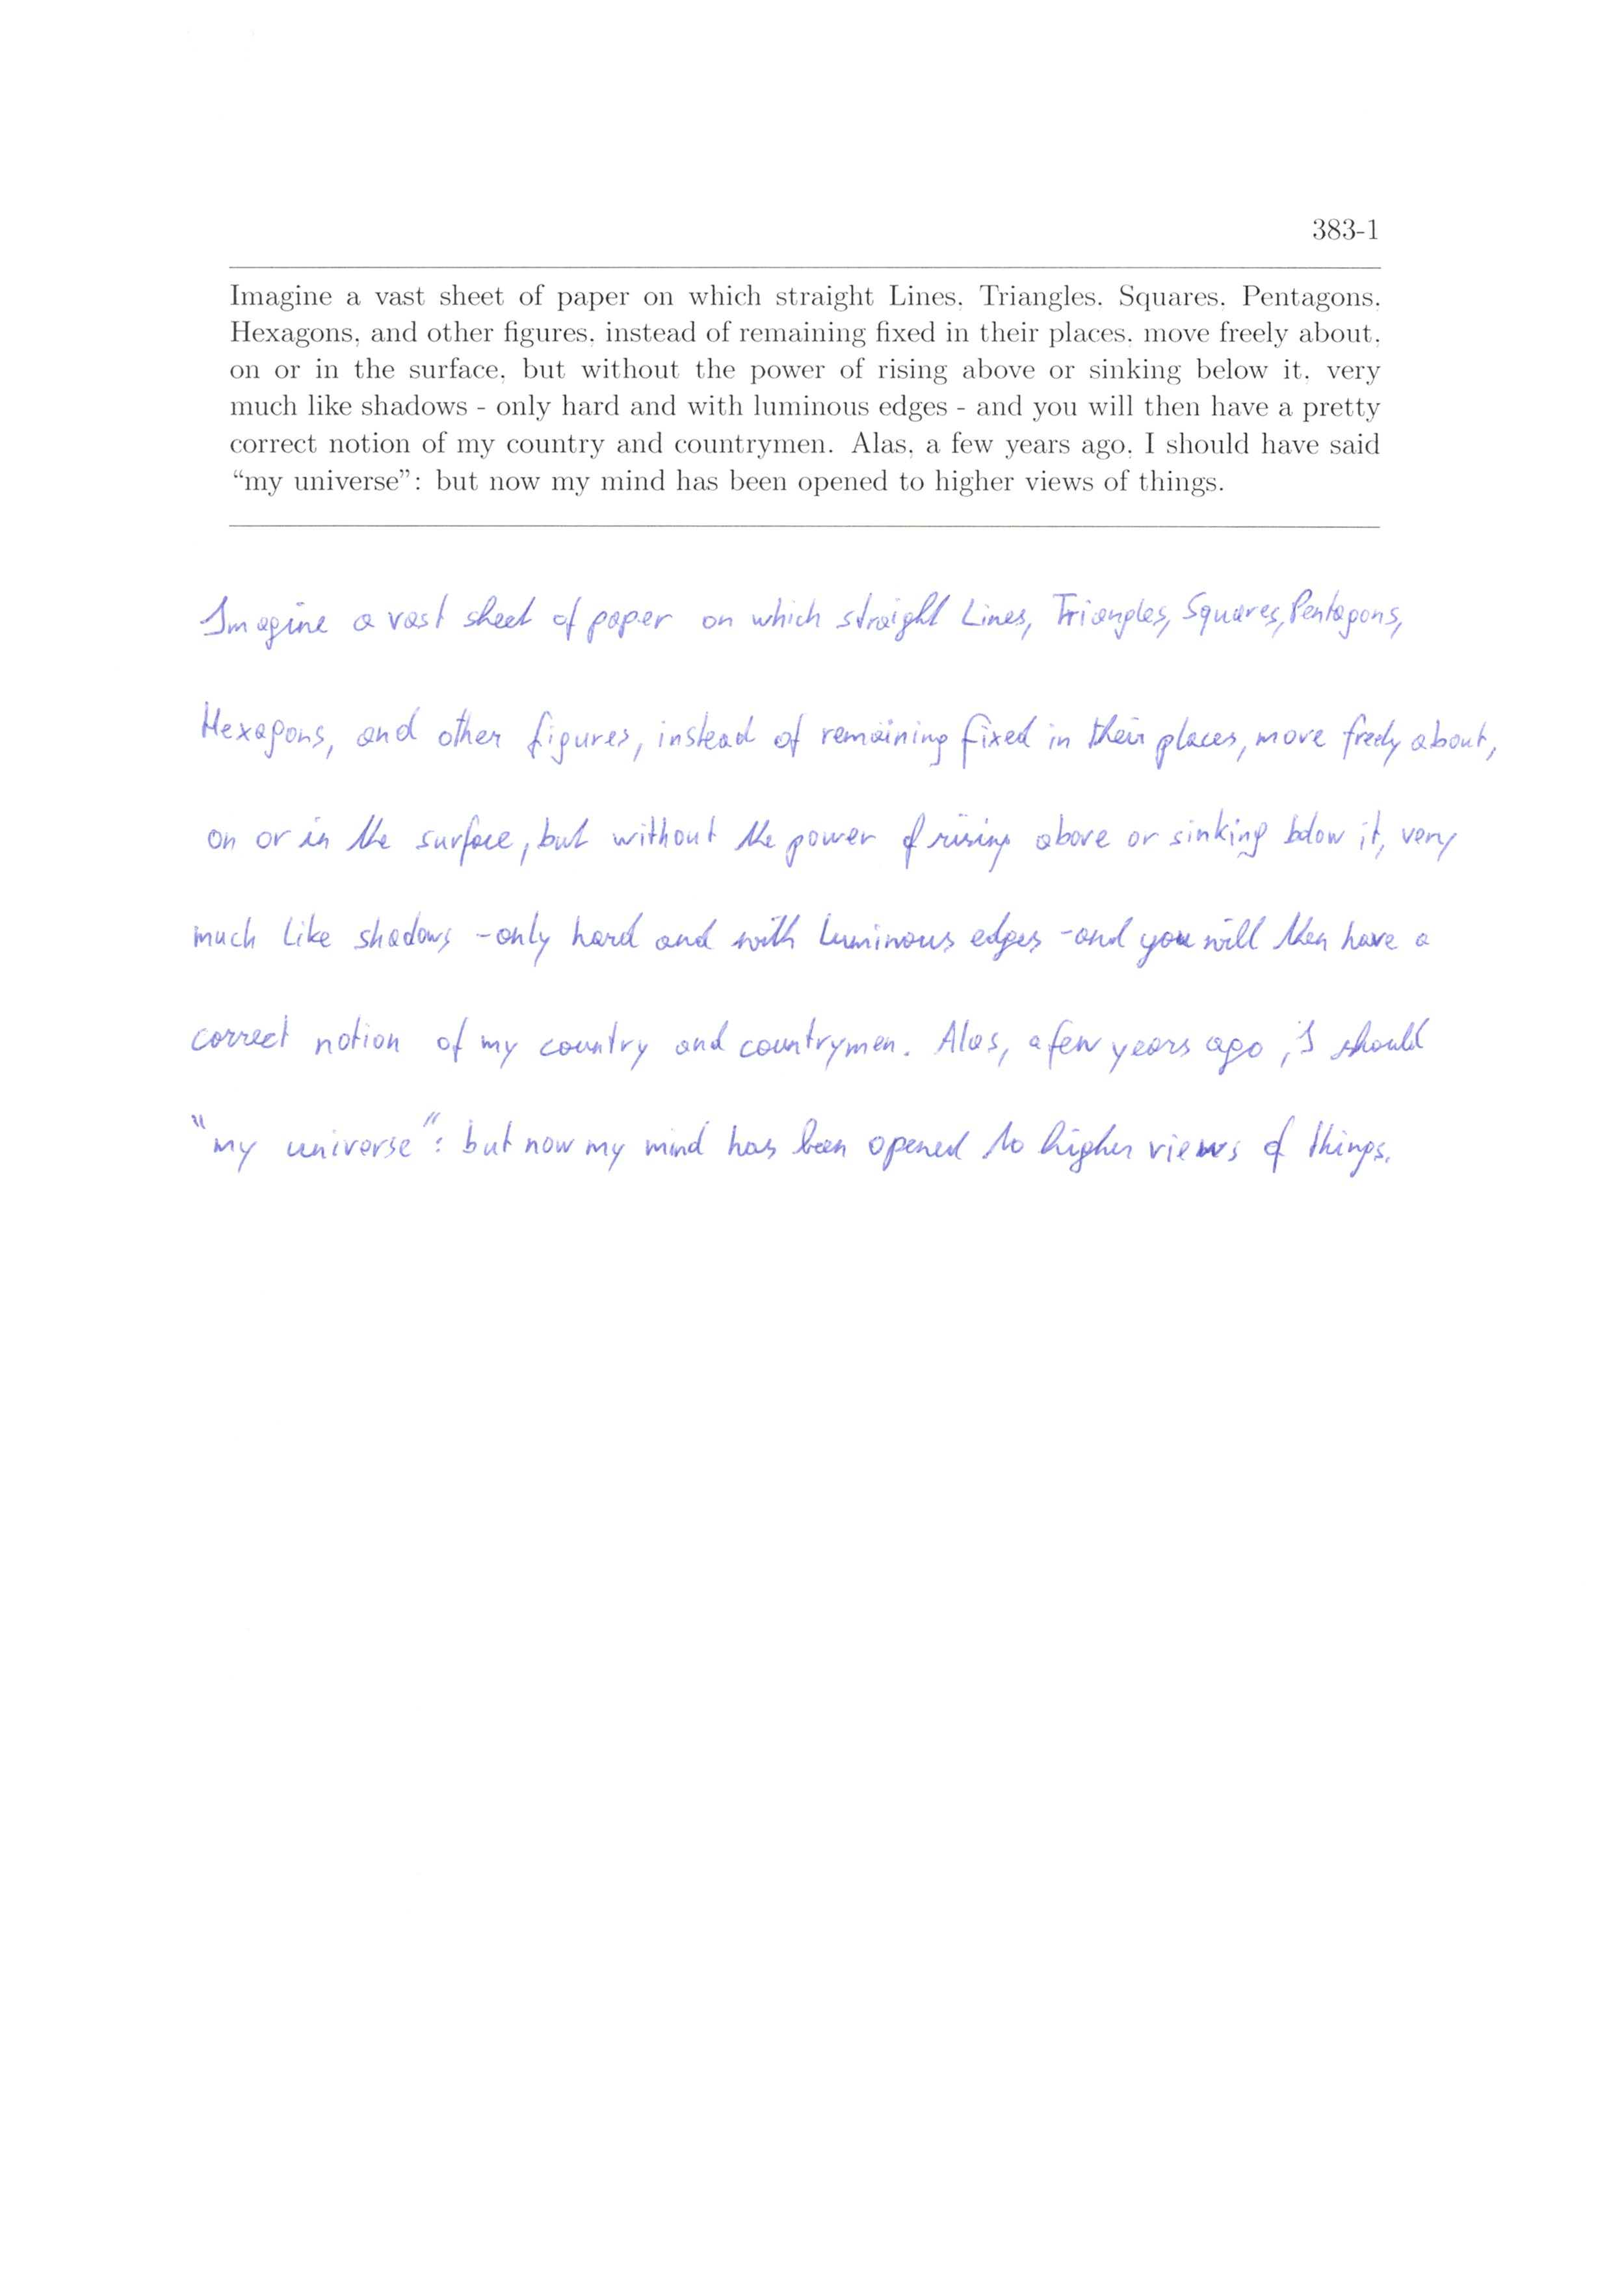 383-1
Imagine a vast sheet of paper on which straight Lines, Triangles, Squares, Pentagons,
Hexagons, and other figures, instead of remaining fixed in their places, move freely about,
on or in the surface, but without the power of rising above or sinking below it, very
much like shadows - only hard and with luminous edges - and you will then have a pretty
correct notion of my country and countrymen. Alas, a few years ago, I should have said
“my universe”: but now my mind has been opened to higher views of things.
Imagine a vast sheet of paper on which straight Lines, Triangles, Squares, Pentagons,
Hexagons, and other figures, instead of remaining fixed in their places, move freely about,
on or in the surface, but without the power of rising above or sinking below it, very
much like shadows - only hard and with luminous edges - and you will then have a
correct notion of my country and countrymen. Alas, a few years ago, I should
"my universe": but now my mind has been opened to higher views of things.